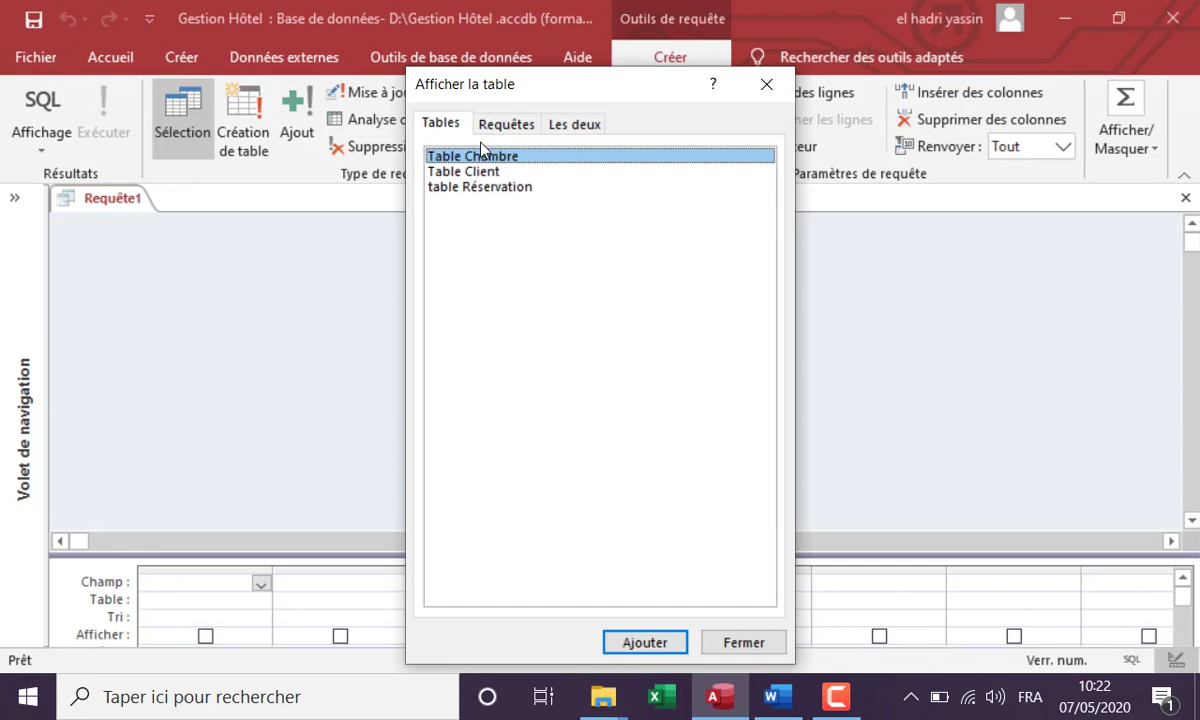 Gestion Hôtel : Base de données- D:\Gestion Hôtel .accdb (forma...
Outils de requête
el hadri yassin
Fichier
Accueil
Créer
Données externes
Outils de base de données
Aide
Créer
Rechercher des outils adaptés
SQL
Affichage
Exécuter
Résultats
Sélection
Création de table
Ajout
Mise à jou
Analyse c
Suppressi
Type de rec
des lignes
ner les lignes
eur
Insérer des colonnes
Supprimer des colonnes
Renvoyer :
Tout
Paramètres de requête
Afficher/
Masquer
Requête1
Volet de navigation
Afficher la table
?
Tables
Requêtes
Les deux
Table Chambre
Table Client
table Réservation
Ajouter
Fermer
Champ :
Table :
Tri :
Afficher :
Prêt
Verr. num.
SQL
Taper ici pour rechercher
FRA
10:22
07/05/2020
1